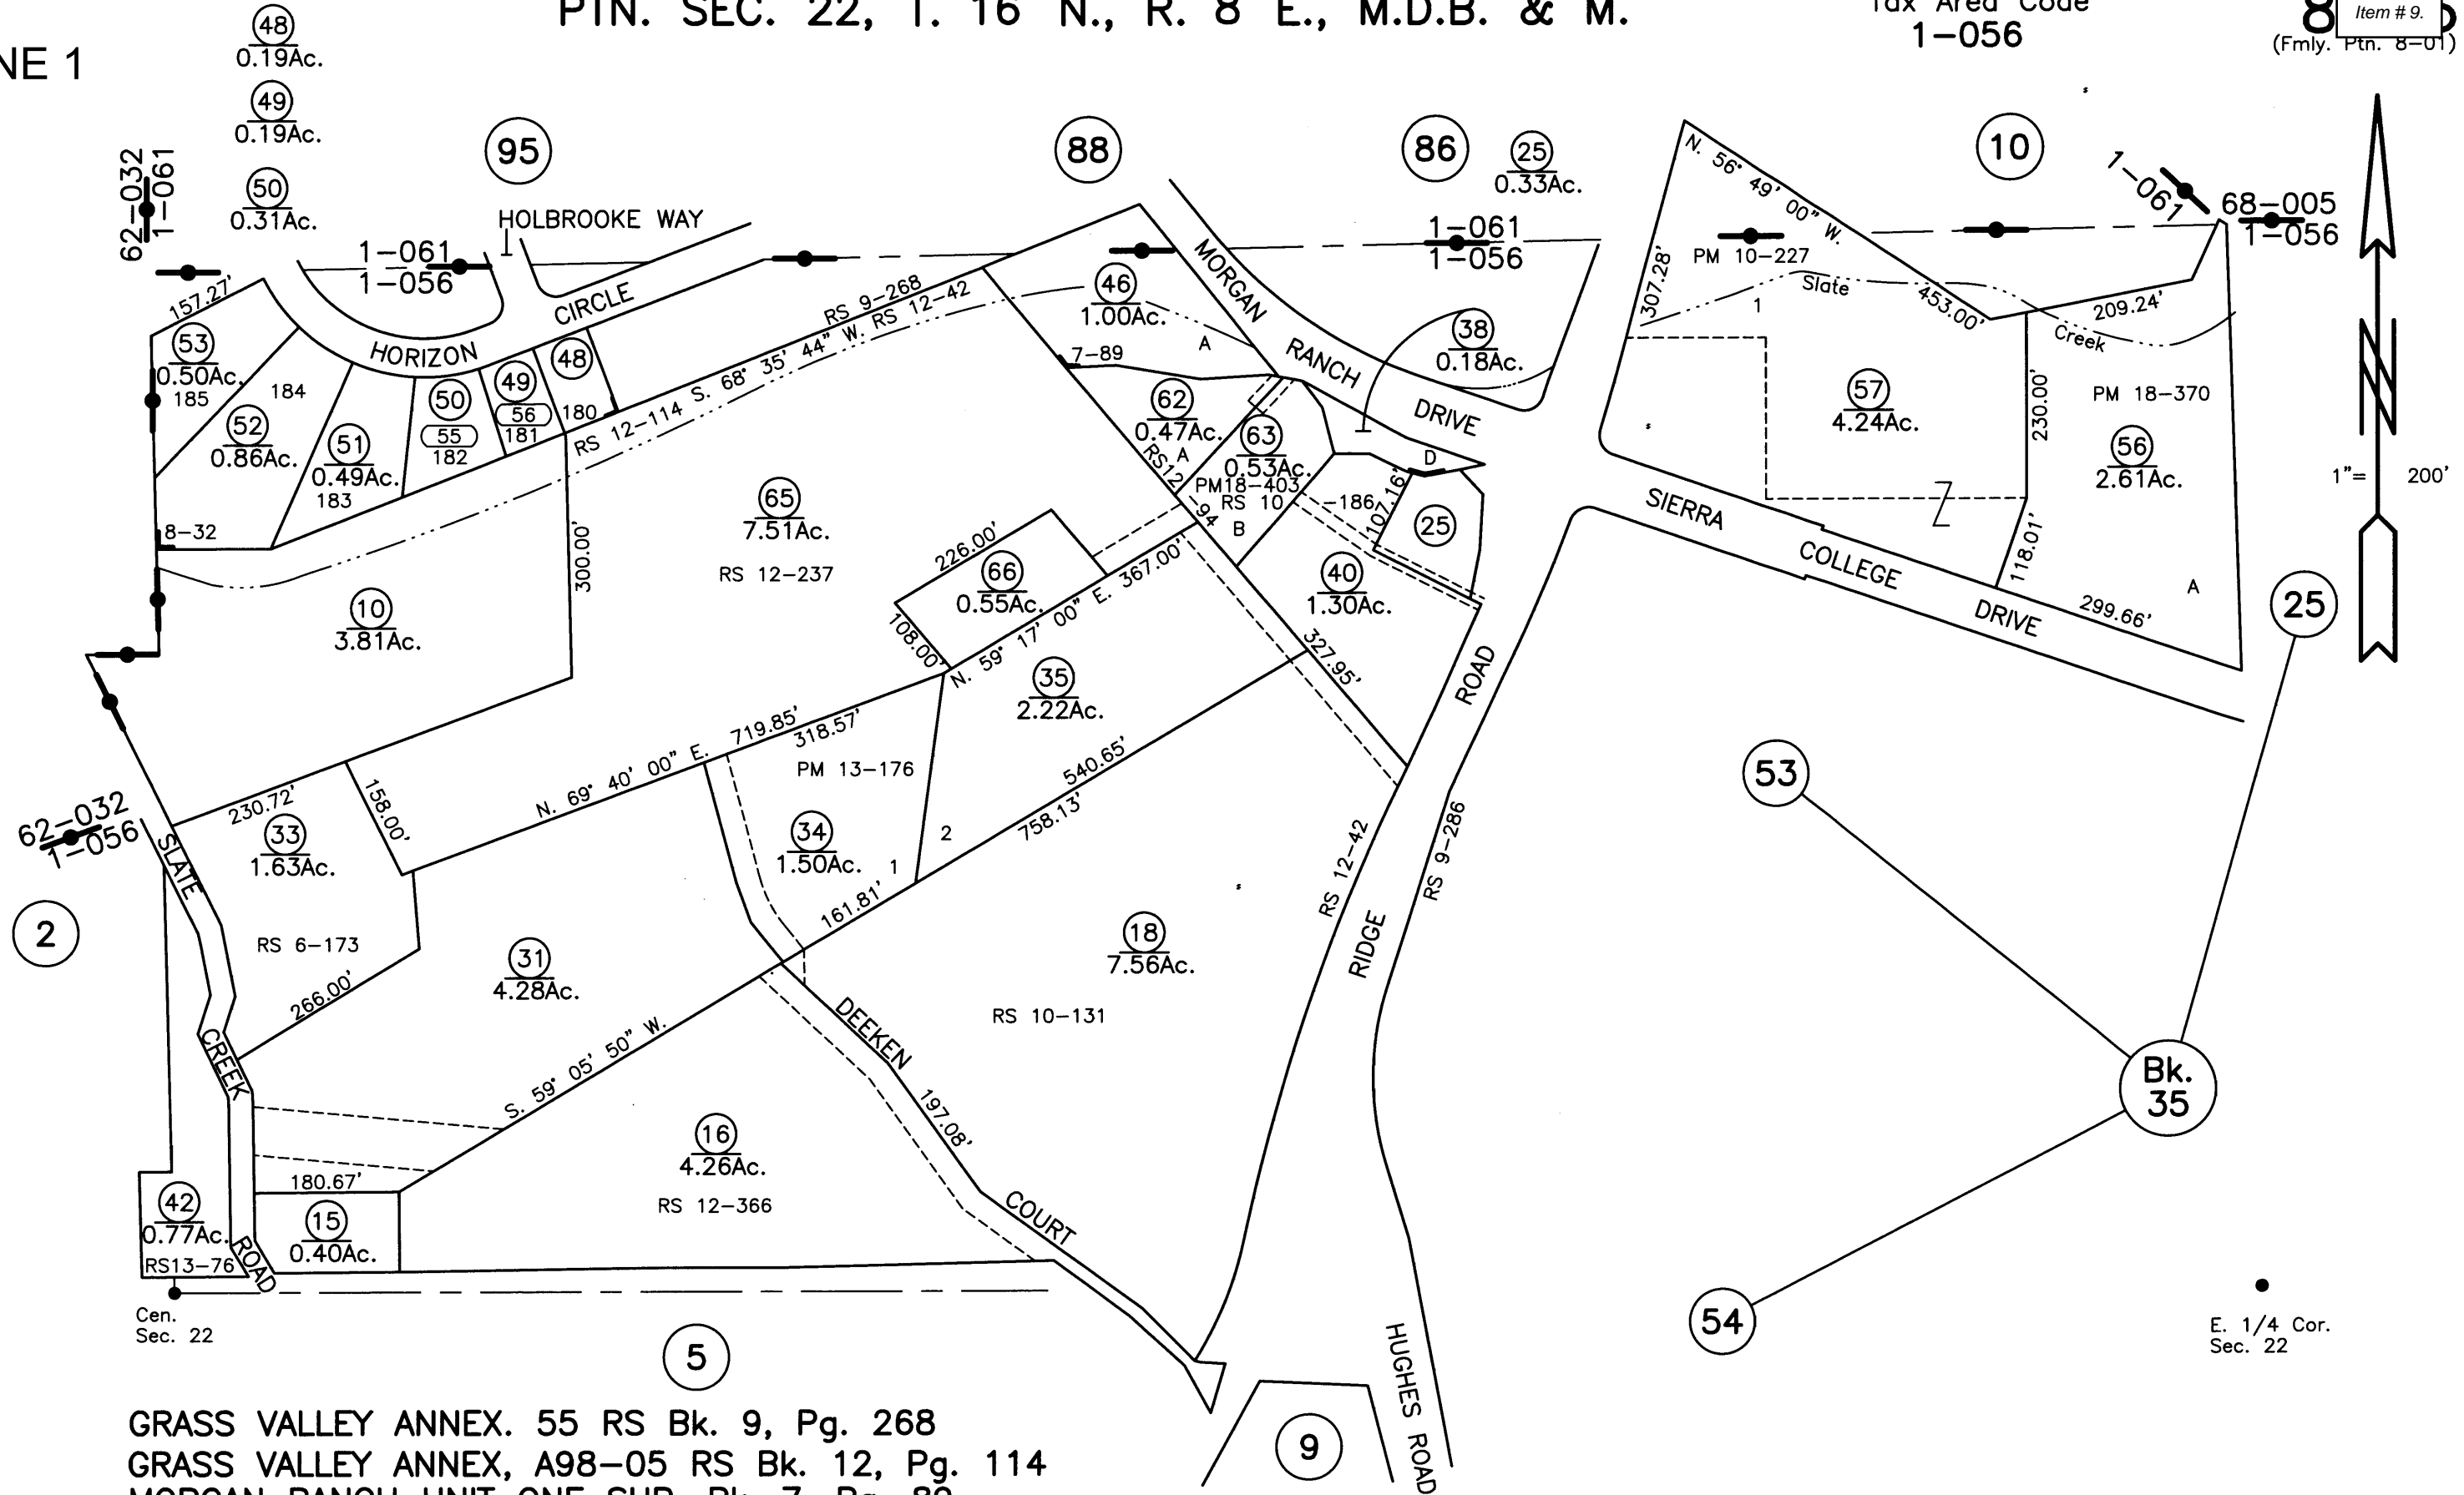 PTN. SEC. 22, T. 16 N., R. 8 E., M.D.B. & M.
Tax Area Code
1-056
Item # 9.
(Fmly. Ptn. 8-01)
NE 1
48
0.19Ac.
49
0.19Ac.
50
0.31Ac.
62-032
1-061
95
88
86
25
0.33Ac.
10
1-061
68-005
1-056
HOLBROOKE WAY
1-061
1-056
1-061
1-056
N. 56° 49' 00" W.
PM 10-227
307.28'
Slate
Creek
453.00'
209.24'
1
157.27'
HORIZON
CIRCLE
RS 9-268
S. 68° 35' 44" W. RS 12-42
RS 12-114
MORGAN
RANCH
DRIVE
46
1.00Ac.
A
7-89
38
0.18Ac.
53
0.50Ac.
185
184
52
0.86Ac.
51
0.49Ac.
183
50
55
182
49
56
181
48
180
8-32
62
0.47Ac.
A
63
0.53Ac.
PM18-403
RS 10
-186
B
RS12
-94
D
107.16'
25
57
4.24Ac.
230.00'
118.01'
PM 18-370
56
2.61Ac.
A
299.66'
1"= 200'
SIERRA
COLLEGE
DRIVE
25
65
7.51Ac.
RS 12-237
300.00'
10
3.81Ac.
226.00'
66
0.55Ac.
108.00'
N. 59° 17' 00" E. 367.00'
40
1.30Ac.
327.95'
35
2.22Ac.
540.65'
758.13'
719.85'
318.57'
N. 69° 40' 00" E.
PM 13-176
34
1.50Ac.
1
2
161.81'
230.72'
158.00'
33
1.63Ac.
RS 6-173
266.00'
62-032
1-056
2
SLATE
CREEK
ROAD
31
4.28Ac.
S. 59° 05' 50" W.
18
7.56Ac.
RS 10-131
RS 12-42
RS 9-286
RIDGE
ROAD
DEEKEN
COURT
197.08'
16
4.26Ac.
RS 12-366
180.67'
15
0.40Ac.
42
0.77Ac.
RS13-76
Cen.
Sec. 22
5
9
HUGHES ROAD
53
54
Bk.
35
E. 1/4 Cor.
Sec. 22
GRASS VALLEY ANNEX. 55 RS Bk. 9, Pg. 268
GRASS VALLEY ANNEX, A98-05 RS Bk. 12, Pg. 114
MORGAN RANCH UNIT ONE SUB. Bk. 7, Pg. 89